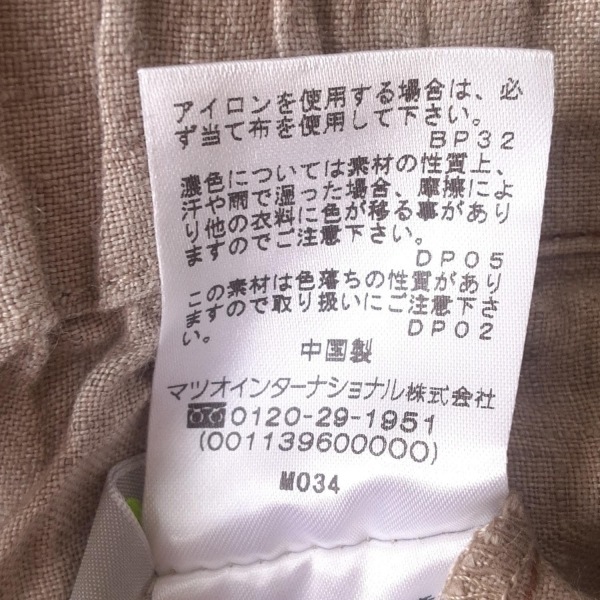 アイロンを使用する場合は、必
ず当て布を使用して下さい。
BP32
濃色については素材の性質上、
汗や雨で湿った場合、摩擦によ
り他の衣料に色が移る事があり
ますのでご注意下さい。
DP05
この素材は色落ちの性質があり
ますので取り扱いにご注意下さ
い。
DP02
中国製
マツオインターナショナル株式会社
0120-29-1951
(001139600000)
M034